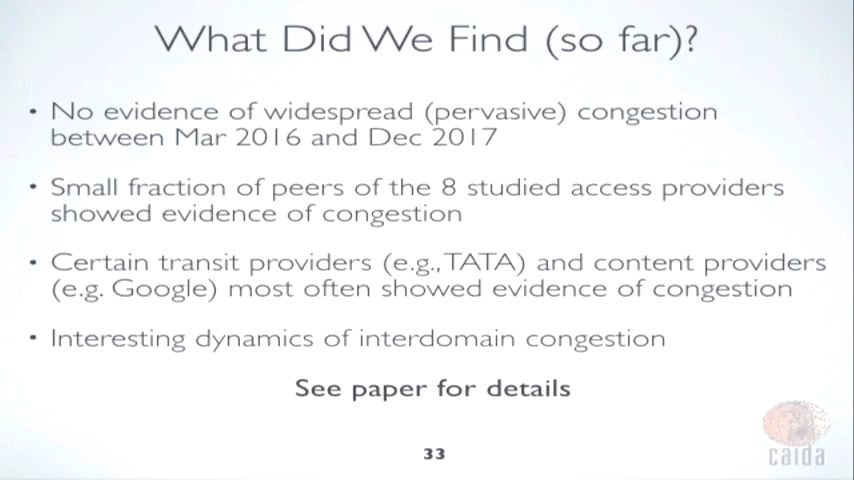 What Did We Find (so far)?
• No evidence of widespread (pervasive) congestion
between Mar 2016 and Dec 2017
• Small fraction of peers of the 8 studied access providers
showed evidence of congestion
• Certain transit providers (e.g., TATA) and content providers
(e.g. Google) most often showed evidence of congestion
• Interesting dynamics of interdomain congestion
See paper for details
33
caida